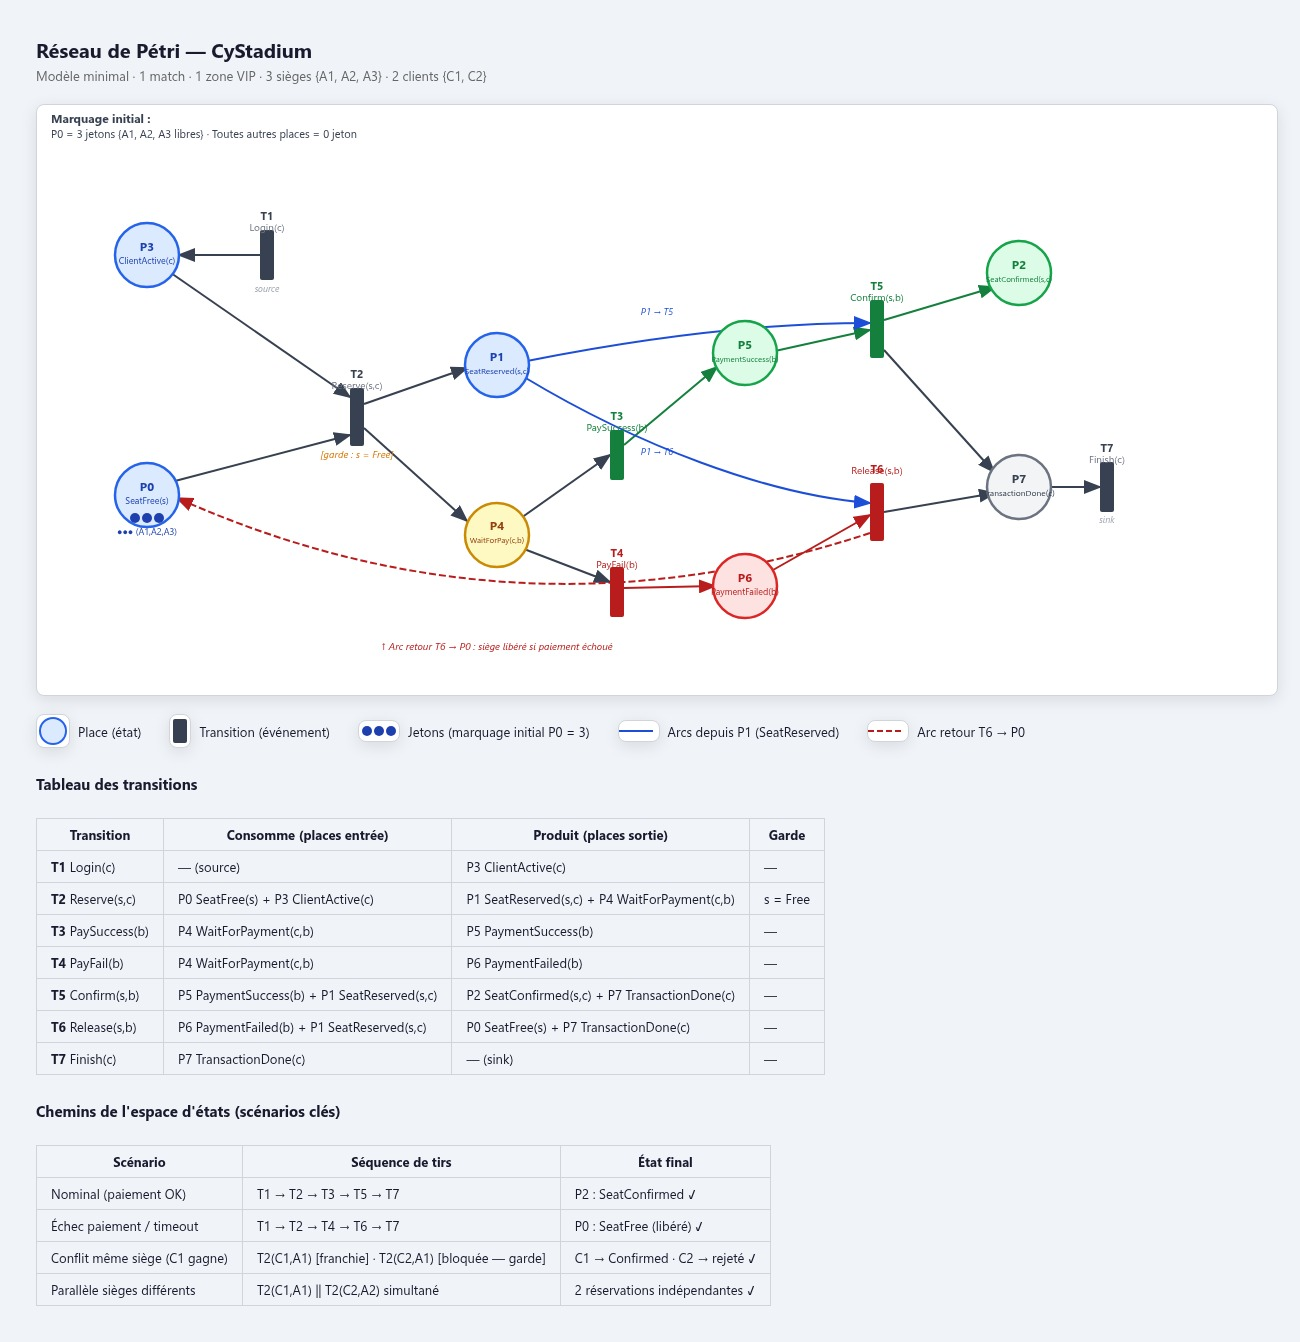 Réseau de Pétri — CyStadium
Modèle minimal · 1 match · 1 zone VIP · 3 sièges {A1, A2, A3} · 2 clients {C1, C2}
Marquage initial :
P0 = 3 jetons {A1, A2, A3 libres} · Toutes autres places = 0 jeton
T1
Login(c)
source
P3
ClientActive(c)
P2
SeatConfirmed(s,c)
T5
Confirm(s,b)
P1 → T5
P5
PaymentSuccess(b)
P1
SeatReserved(s,c)
T2
Reserve(s,c)
[garde : s = Free]
T3
PaySuccess(b)
P1 → T6
T6
Release(s,b)
T7
Finish(c)
sink
P7
TransactionDone(c)
P0
SeatFree(s)
●●● {A1,A2,A3}
P4
WaitForPay(c,b)
T4
PayFail(b)
P6
PaymentFailed(b)
↑ Arc retour T6 → P0 : siège libéré si paiement échoué
Place (état) Transition (événement) Jetons (marquage initial P0 = 3) Arcs depuis P1 (SeatReserved) Arc retour T6 → P0
Tableau des transitions
Transition Consomme (places entrée) Produit (places sortie) Garde
T1 Login(c) — (source) P3 ClientActive(c) —
T2 Reserve(s,c) P0 SeatFree(s) + P3 ClientActive(c) P1 SeatReserved(s,c) + P4 WaitForPayment(c,b) s = Free
T3 PaySuccess(b) P4 WaitForPayment(c,b) P5 PaymentSuccess(b) —
T4 PayFail(b) P4 WaitForPayment(c,b) P6 PaymentFailed(b) —
T5 Confirm(s,b) P5 PaymentSuccess(b) + P1 SeatReserved(s,c) P2 SeatConfirmed(s,c) + P7 TransactionDone(c) —
T6 Release(s,b) P6 PaymentFailed(b) + P1 SeatReserved(s,c) P0 SeatFree(s) + P7 TransactionDone(c) —
T7 Finish(c) P7 TransactionDone(c) — (sink) —
Chemins de l'espace d'états (scénarios clés)
Scénario Séquence de tirs État final
Nominal (paiement OK) T1 → T2 → T3 → T5 → T7 P2 : SeatConfirmed ✓
Échec paiement / timeout T1 → T2 → T4 → T6 → T7 P0 : SeatFree (libéré) ✓
Conflit même siège (C1 gagne) T2(C1,A1) [franchie] · T2(C2,A1) [bloquée — garde] C1 → Confirmed · C2 → rejeté ✓
Parallèle sièges différents T2(C1,A1) || T2(C2,A2) simultané 2 réservations indépendantes ✓